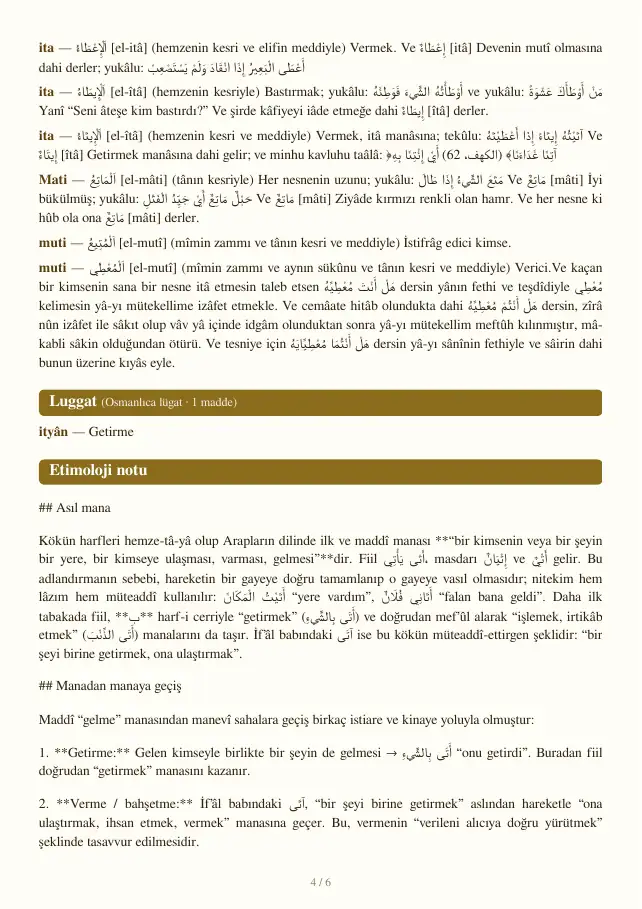 ita — اَلْإِعْطَاءُ [el-itâ] (hemzenin kesri ve elifin meddiyle) Vermek. Ve إِعْطَاءٌ [itâ] Devenin mutî olmasına
dahi derler; yukâlu: أَعْطَى الْبَعِيرُ إِذَا انْقَادَ وَلَمْ يَسْتَصْعِبْ
ita — اَلْإِيطَاءُ [el-îtâ] (hemzenin kesriyle) Bastırmak; yukâlu: أَوْطَأْتُهُ الشَّيْءَ فَوَطِئَهُ ve yukâlu: مَنْ أَوْطَأَكَ عَشْوَةً
Yanî “Seni âteşe kim bastırdı?” Ve şirde kâfiyeyi iâde etmeğe dahi إِيطَاءٌ [îtâ] derler.
ita — اَلْإِيتَاءُ [el-îtâ] (hemzenin kesri ve meddiyle) Vermek, itâ manâsına; tekûlu: آتَيْتُهُ إِيتَاءً إِذَا أَعْطَيْتَهُ Ve
إِيتَاءٌ [îtâ] Getirmek manâsına dahi gelir; ve minhu kavluhu taâlâ: ﴿آتِنَا غَدَاءَنَا﴾ (الكهف، 62) أَيْ إِئْتِنَا بِهِ
Mati — اَلْمَاتِعُ [el-mâti] (tânın kesriyle) Her nesnenin uzunu; yukâlu: مَتَعَ الشَّيْءُ إِذَا طَالَ Ve مَاتِعٌ [mâti] İyi
bükülmüş; yukâlu: حَبْلٌ مَاتِعٌ أَيْ جَيِّدُ الْفَتْلِ Ve مَاتِعٌ [mâti] Ziyâde kırmızı renkli olan hamr. Ve her nesne ki
hûb ola ona مَاتِعٌ [mâti] derler.
muti — اَلْمُتِيعُ [el-mutî] (mîmin zammı ve tânın kesri ve meddiyle) İstifrâğ edici kimse.
muti — اَلْمُعْطِي [el-mutî] (mîmin zammı ve aynın sükûnu ve tânın kesri ve meddiyle) Verici.Ve kaçan
bir kimsenin sana bir nesne itâ etmesin taleb etsen هَلْ أَنْتَ مُعْطِيَّهُ dersin yânın fethi ve teşdîdiyle مُعْطِي
kelimesin yâ-yı mütekellime izâfet etmekle. Ve cemâate hitâb olundukta dahi هَلْ أَنْتُمْ مُعْطِيَّهُ dersin, zîrâ
nûn izâfet ile sâkıt olup vâv yâ içinde idgâm olunduktan sonra yâ-yı mütekellim meftûh kılınmıştır, mâ-
kabli sâkin olduğundan ötürü. Ve tesniye için هَلْ أَنْتُمَا مُعْطِيَّايَهُ dersin yâ-yı sânînin fethiyle ve sâirin dahi
bunun üzerine kıyâs eyle.
Luggat (Osmanlıca lügat · 1 madde)
ityân — Getirme
Etimoloji notu
## Asıl mana
Kökün harfleri hemze-tâ-yâ olup Arapların dilinde ilk ve maddî manası **“bir kimsenin veya bir şeyin
bir yere, bir kimseye ulaşması, varması, gelmesi”**dir. Fiil أَتَى يَأْتِي، masdarı إِتْيَانٌ ve أَتْيٌ gelir. Bu
adlandırmanın sebebi, hareketin bir gayeye doğru tamamlanıp o gayeye vasıl olmasıdır; nitekim hem
lâzım hem müteaddî kullanılır: أَتَيْتُ الْمَكَانَ “yere vardım”, أَتَانِي فُلَانٌ “falan bana geldi”. Daha ilk
tabakada fiil, **ب** harf-i cerriyle “getirmek” (أَتَى بِالشَّيْءِ) ve doğrudan mef’ûl alarak “işlemek, irtikâb
etmek” (أَتَى الذَّنْبَ) manalarını da taşır. İf’âl babındaki آتَى ise bu kökün müteaddî-ettirgen şeklidir: “bir
şeyi birine getirmek, ona ulaştırmak”.
## Manadan manaya geçiş
Maddî “gelme” manasından manevî sahalara geçiş birkaç istiare ve kinaye yoluyla olmuştur:
1. **Getirme:** Gelen kimseyle birlikte bir şeyin de gelmesi → أَتَى بِالشَّيْءِ “onu getirdi”. Buradan fiil
doğrudan “getirmek” manasını kazanır.
2. **Verme / bahşetme:** İf’âl babındaki آتَى, “bir şeyi birine getirmek” aslından hareketle “ona
ulaştırmak, ihsan etmek, vermek” manasına geçer. Bu, vermenin “verileni alıcıya doğru yürütmek”
şeklinde tasavvur edilmesidir.
4 / 6